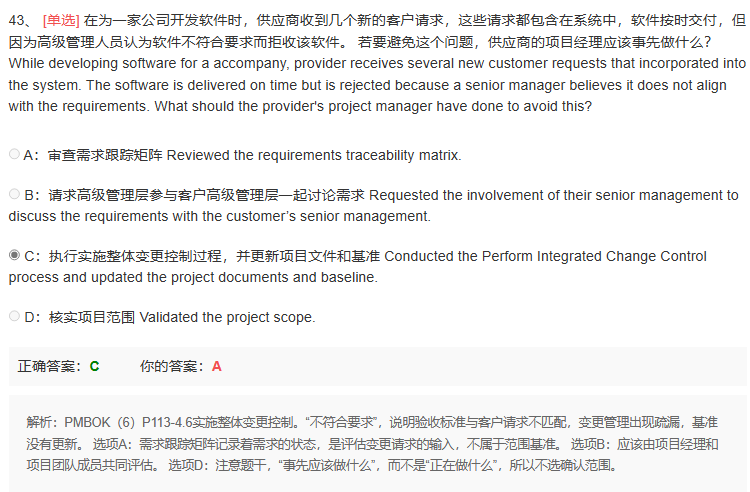 43、 [单选] 在为一家公司开发软件时，供应商收到几个新的客户请求，这些请求都包含在系统中，软件按时交付，但
因为高级管理人员认为软件不符合要求而拒收该软件。 若要避免这个问题，供应商的项目经理应该事先做什么？
While developing software for a accompany, provider receives several new customer requests that incorporated into
the system. The software is delivered on time but is rejected because a senior manager believes it does not align
with the requirements. What should the provider's project manager have done to avoid this?
A：审查需求跟踪矩阵 Reviewed the requirements traceability matrix.
B：请求高级管理层参与客户高级管理层一起讨论需求 Requested the involvement of their senior management to
discuss the requirements with the customer’s senior management.
C：执行实施整体变更控制过程，并更新项目文件和基准 Conducted the Perform Integrated Change Control
process and updated the project documents and baseline.
D：核实项目范围 Validated the project scope.
正确答案：C 你的答案：A
解析：PMBOK（6）P113-4.6实施整体变更控制。“不符合要求”，说明验收标准与客户请求不匹配，变更管理出现疏漏，基准
没有更新。 选项A：需求跟踪矩阵记录着需求的状态，是评估变更请求的输入，不属于范围基准。 选项B：应该由项目经理和
项目团队成员共同评估。 选项D：注意题干，“事先应该做什么”，而不是“正在做什么”，所以不选确认范围。